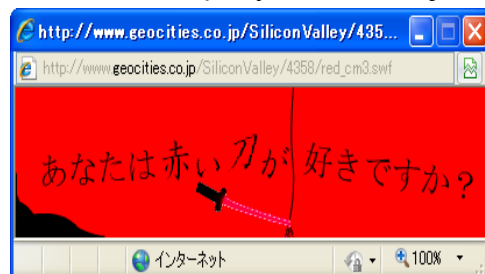 http://www.geocities.co.jp/SiliconValley/435...
http://www.geocities.co.jp/SiliconValley/4358/red_cm3.swf
あなたは赤い刀が好きですか?
インターネット
100%